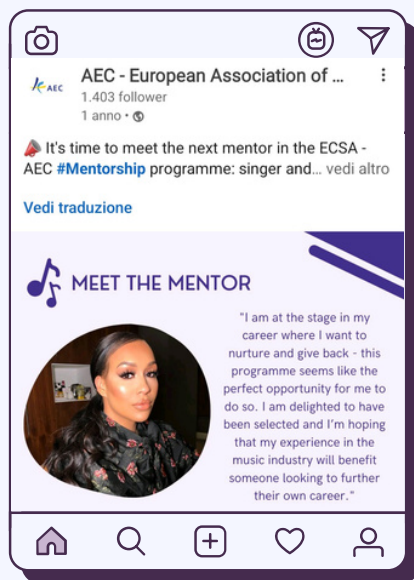 AEC
AEC - European Association of ...
1.403 follower
1 anno •
It's time to meet the next mentor in the ECSA -
AEC #Mentorship programme: singer and... vedi altro
Vedi traduzione
MEET THE MENTOR
"I am at the stage in my
career where I want to
nurture and give back - this
programme seems like the
perfect opportunity for me to
do so. I am delighted to have
been selected and I'm hoping
that my experience in the
music industry will benefit
someone looking to further
their own career."